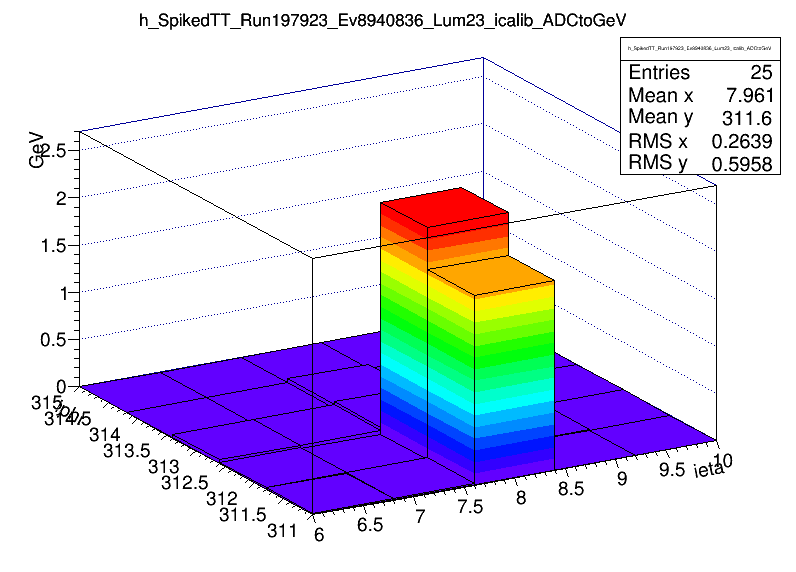 h_SpikedTT_Run197923_Ev8940836_Lum23_icalib_ADCtoGeV
h_SpikedTT_Run197923_Ev8940836_Lum23_icalib_ADCtoGeV
Entries 25
Mean x 7.961
Mean y 311.6
RMS x 0.2639
RMS y 0.5958
GeV
2.5
2
1.5
1
0.5
0
315
314.5
314
313.5
313
312.5
312
311.5
311
6
6.5
7
7.5
8
8.5
9
9.5
10
ieta